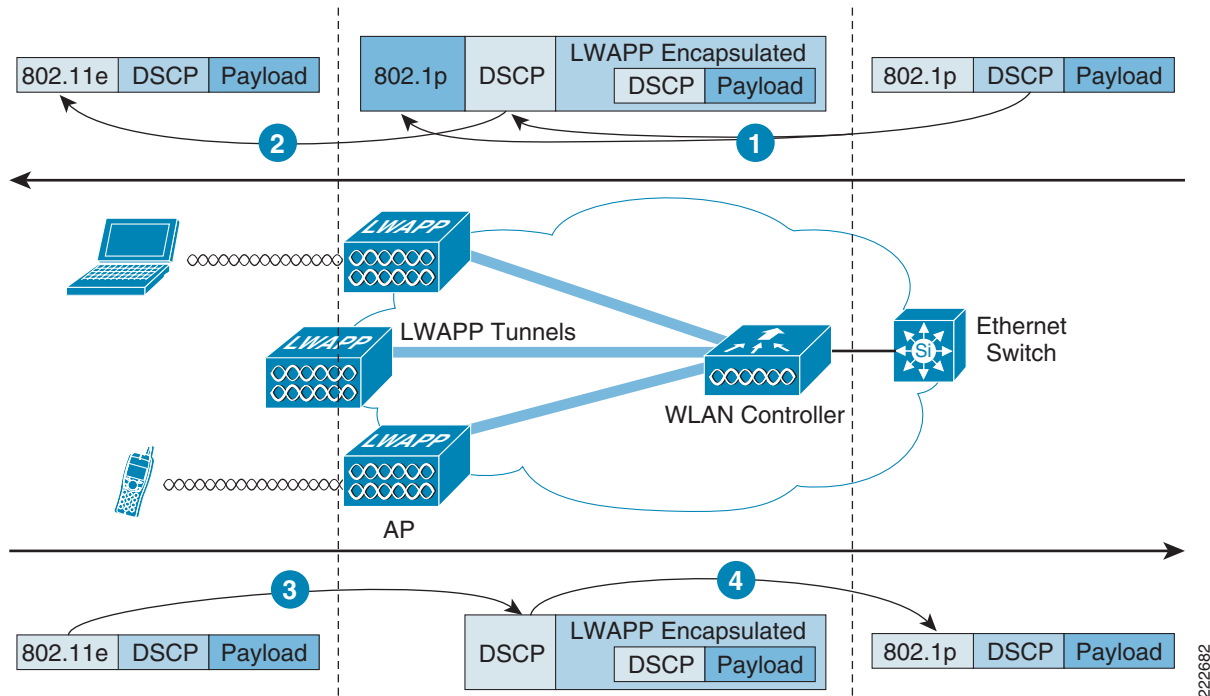 802.11e DSCP Payload
802.1p DSCP LWAPP Encapsulated
DSCP Payload
802.1p DSCP Payload
2
1
LWAPP
LWAPP
LWAPP Tunnels
LWAPP
AP
WLAN Controller
Si
Ethernet
Switch
3
4
802.11e DSCP Payload
DSCP LWAPP Encapsulated
DSCP Payload
802.1p DSCP Payload
222682